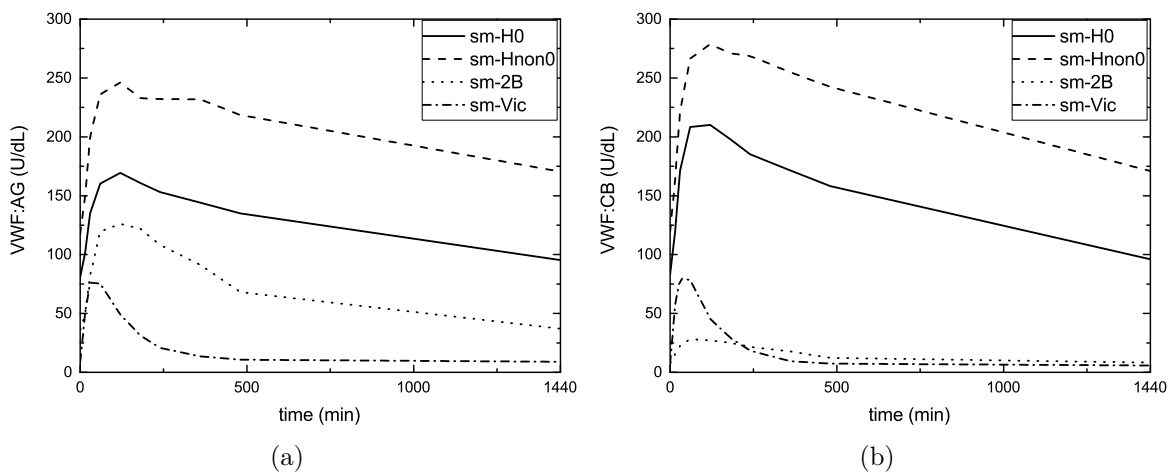 300
250
200
150
100
50
0
VWF:AG (U/dL)
0
500
1000
1440
time (min)
sm-H0
sm-Hnon0
sm-2B
sm-Vic
(a)
300
250
200
150
100
50
0
VWF:CB (U/dL)
0
500
1000
1440
time (min)
sm-H0
sm-Hnon0
sm-2B
sm-Vic
(b)